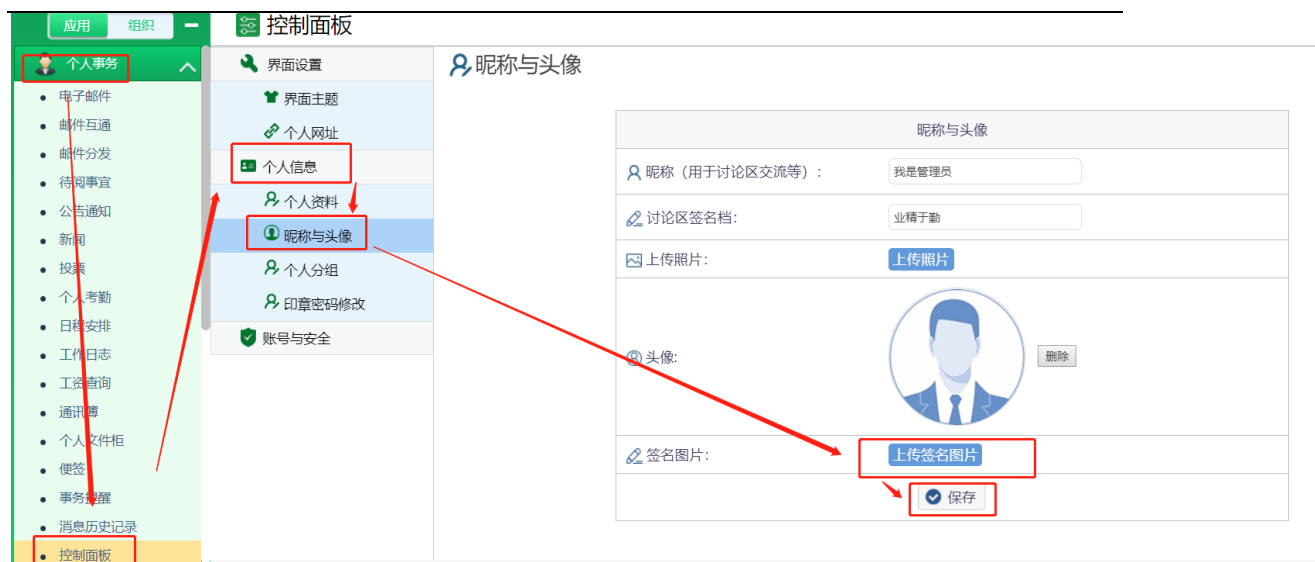 应用 组织
控制面板
个人事务
电子邮件
邮件互通
邮件分发
待阅事宜
公告通知
新闻
投票
个人考勤
日程安排
工作日志
工资查询
通讯簿
个人文件柜
便签
事务提醒
消息历史记录
控制面板
界面设置
界面主题
个人网址
个人信息
个人资料
昵称与头像
个人分组
印章密码修改
账号与安全
昵称与头像
昵称与头像
昵称（用于讨论区交流等）: 我是管理员
讨论区签名档: 业精于勤
上传照片: 上传照片
头像: 删除
签名图片: 上传签名图片
保存